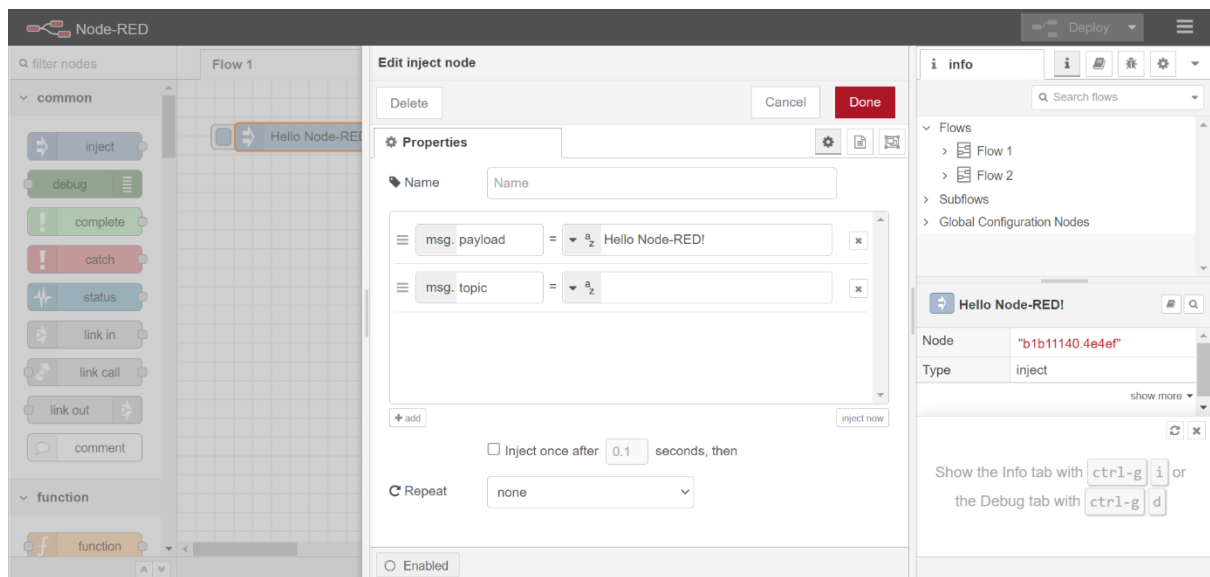 Node-RED
Deploy
filter nodes
common
inject
debug
complete
catch
status
link in
link call
link out
comment
function
function
Flow 1
Hello Node-RE
Edit inject node
Delete
Cancel
Done
Properties
Name
Name
msg. payload = a z Hello Node-RED!
msg. topic = a z
add
inject now
Inject once after 0.1 seconds, then
Repeat
none
Enabled
i info
i
Search flows
Flows
Flow 1
Flow 2
Subflows
Global Configuration Nodes
Hello Node-RED!
Node "b1b11140.4e4ef"
Type inject
show more
Show the Info tab with ctrl-g i or
the Debug tab with ctrl-g d